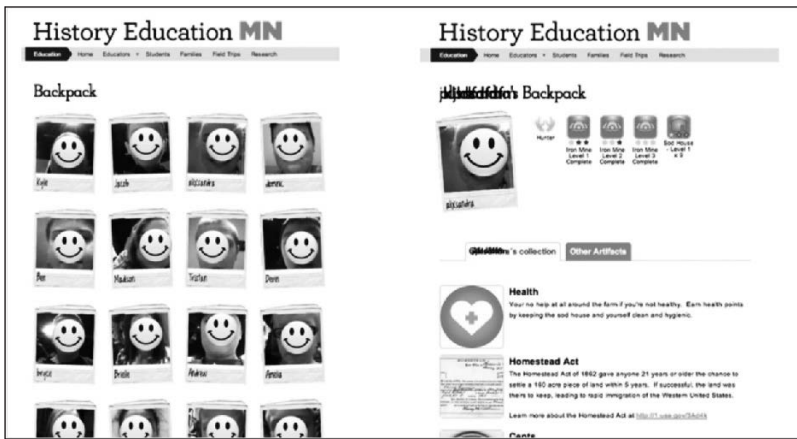 History Education MN
Education Home Educators Students Families Field Trips Research
Backpack
Kyle Jacob alixzandra dominic
Ben Madison Tristan Devin
bryce Brielle Andrew Amelia
History Education MN
Education Home Educators Students Families Field Trips Research
Backpack
Hunter
Iron Mine
Level 1
Complete
Iron Mine
Level 2
Complete
Iron Mine
Level 3
Complete
Sod House
- Level 1
x 9
's collection Other Artifacts
Health
Your no help at all around the farm if you're not healthy. Earn health points
by keeping the sod house and yourself clean and hygienic.
Homestead Act
The Homestead Act of 1862 gave anyone 21 years or older the chance to
settle a 160 acre piece of land within 5 years. If successful, the land was
them to keep, leading to rapid immigration of the Western United States.
Learn more about the Homestead Act at
Cents